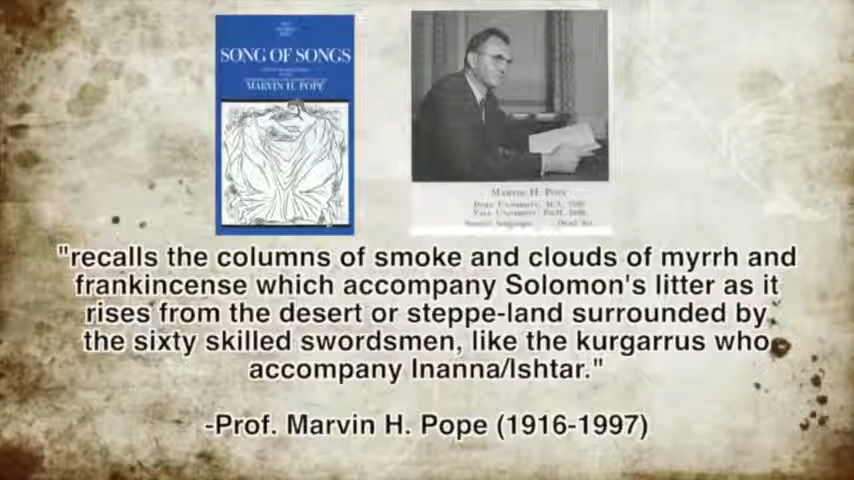 SONG OF SONGS
MARVIN H. POPE
MARVIN H. POPE
"recalls the columns of smoke and clouds of myrrh and
frankincense which accompany Solomon's litter as it
rises from the desert or steppe-land surrounded by
the sixty skilled swordsmen, like the kurgarrus who
accompany Inanna/Ishtar."
-Prof. Marvin H. Pope (1916-1997)